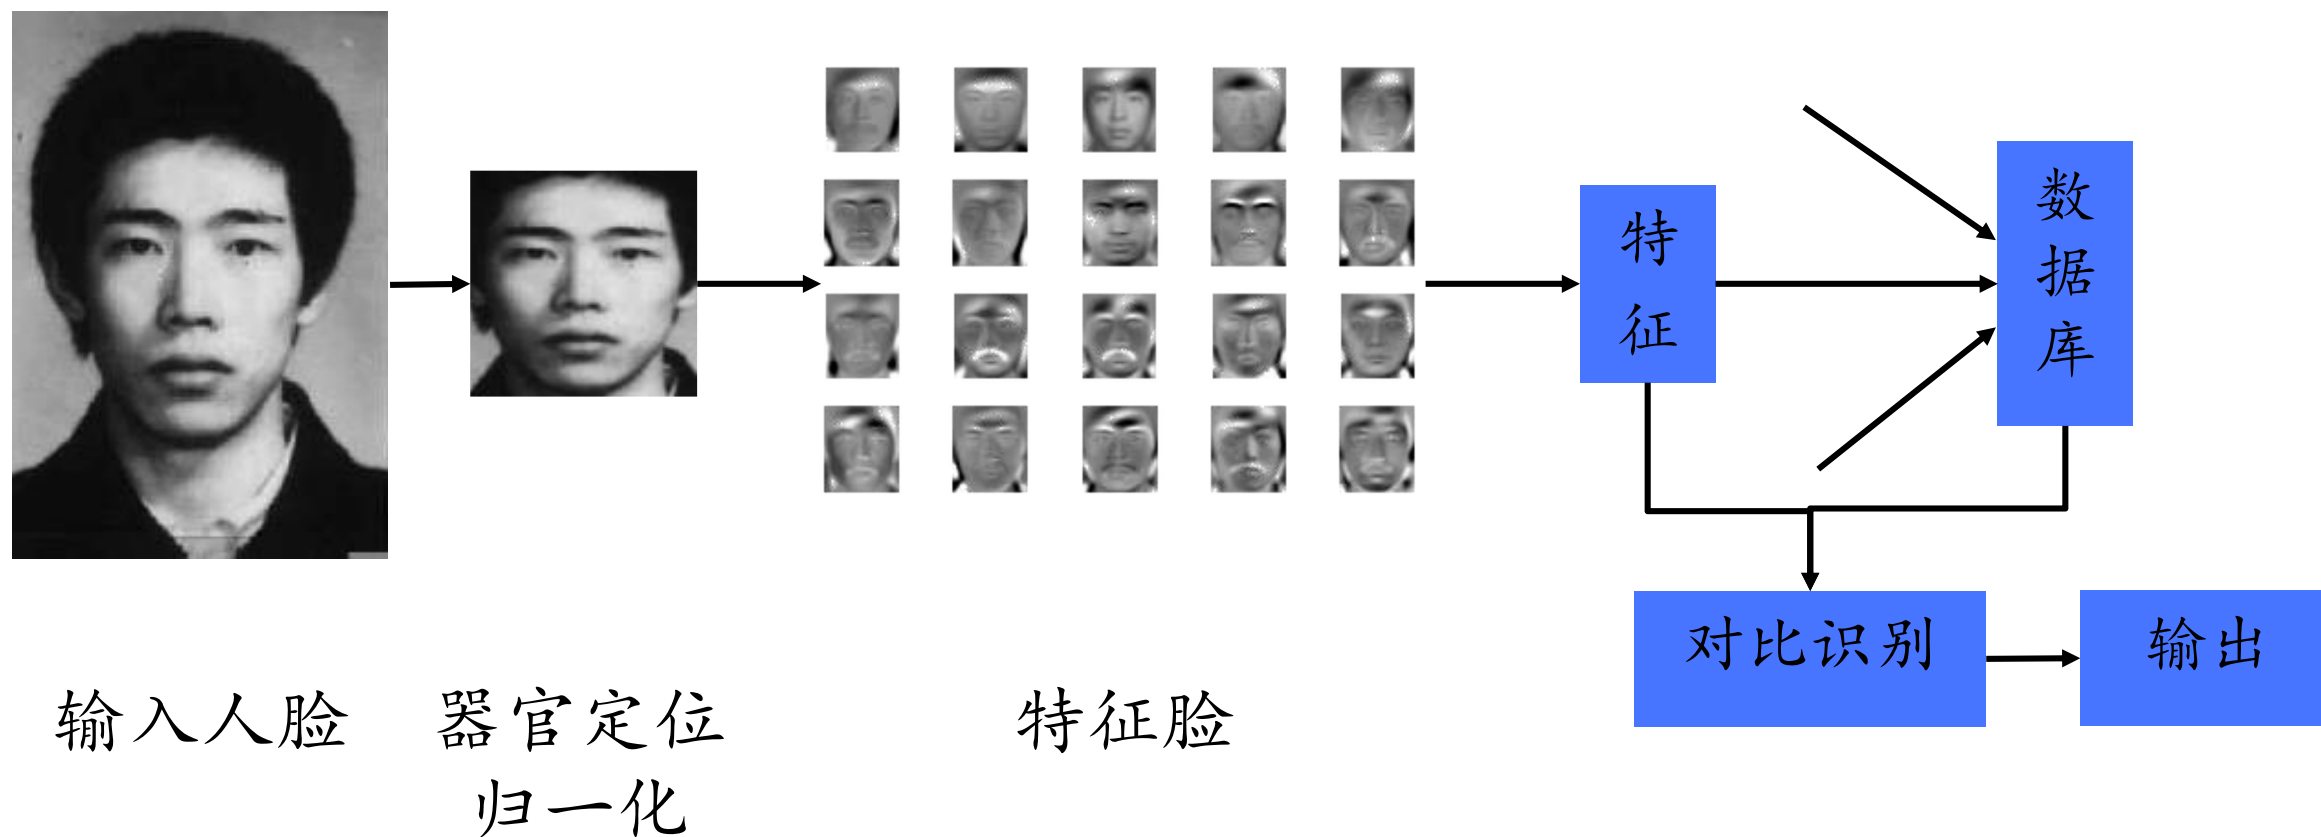 特
征
数
据
库
对比识别
输出
输入人脸
器官定位
归一化
特征脸